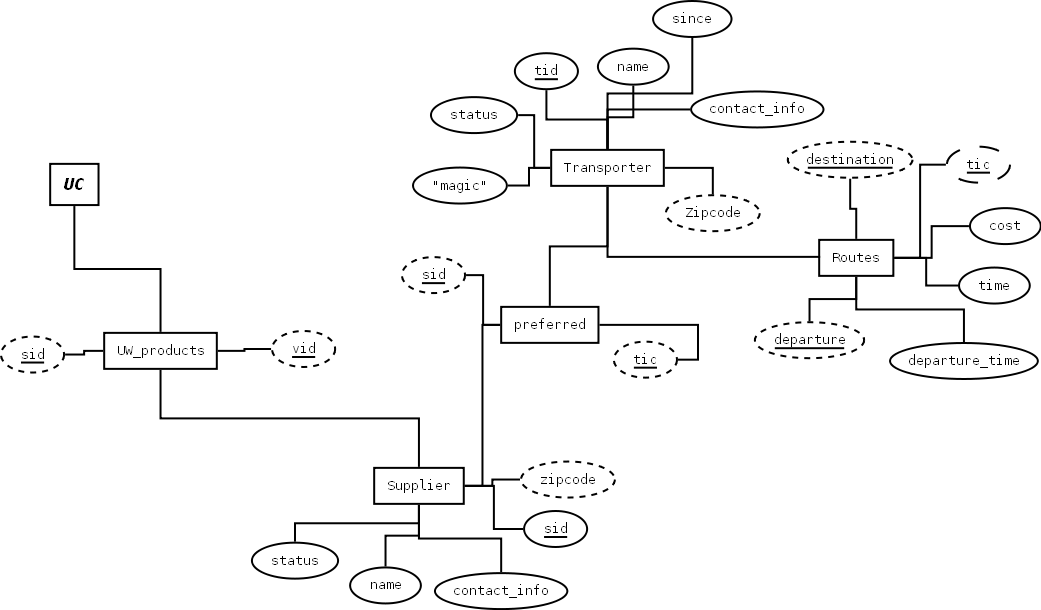 since
tid
name
contact_info
status
Transporter
"magic"
Zipcode
destination
tic
cost
Routes
time
departure
departure_time
UC
sid
preferred
tic
sid
UW_products
vid
Supplier
zipcode
sid
status
name
contact_info